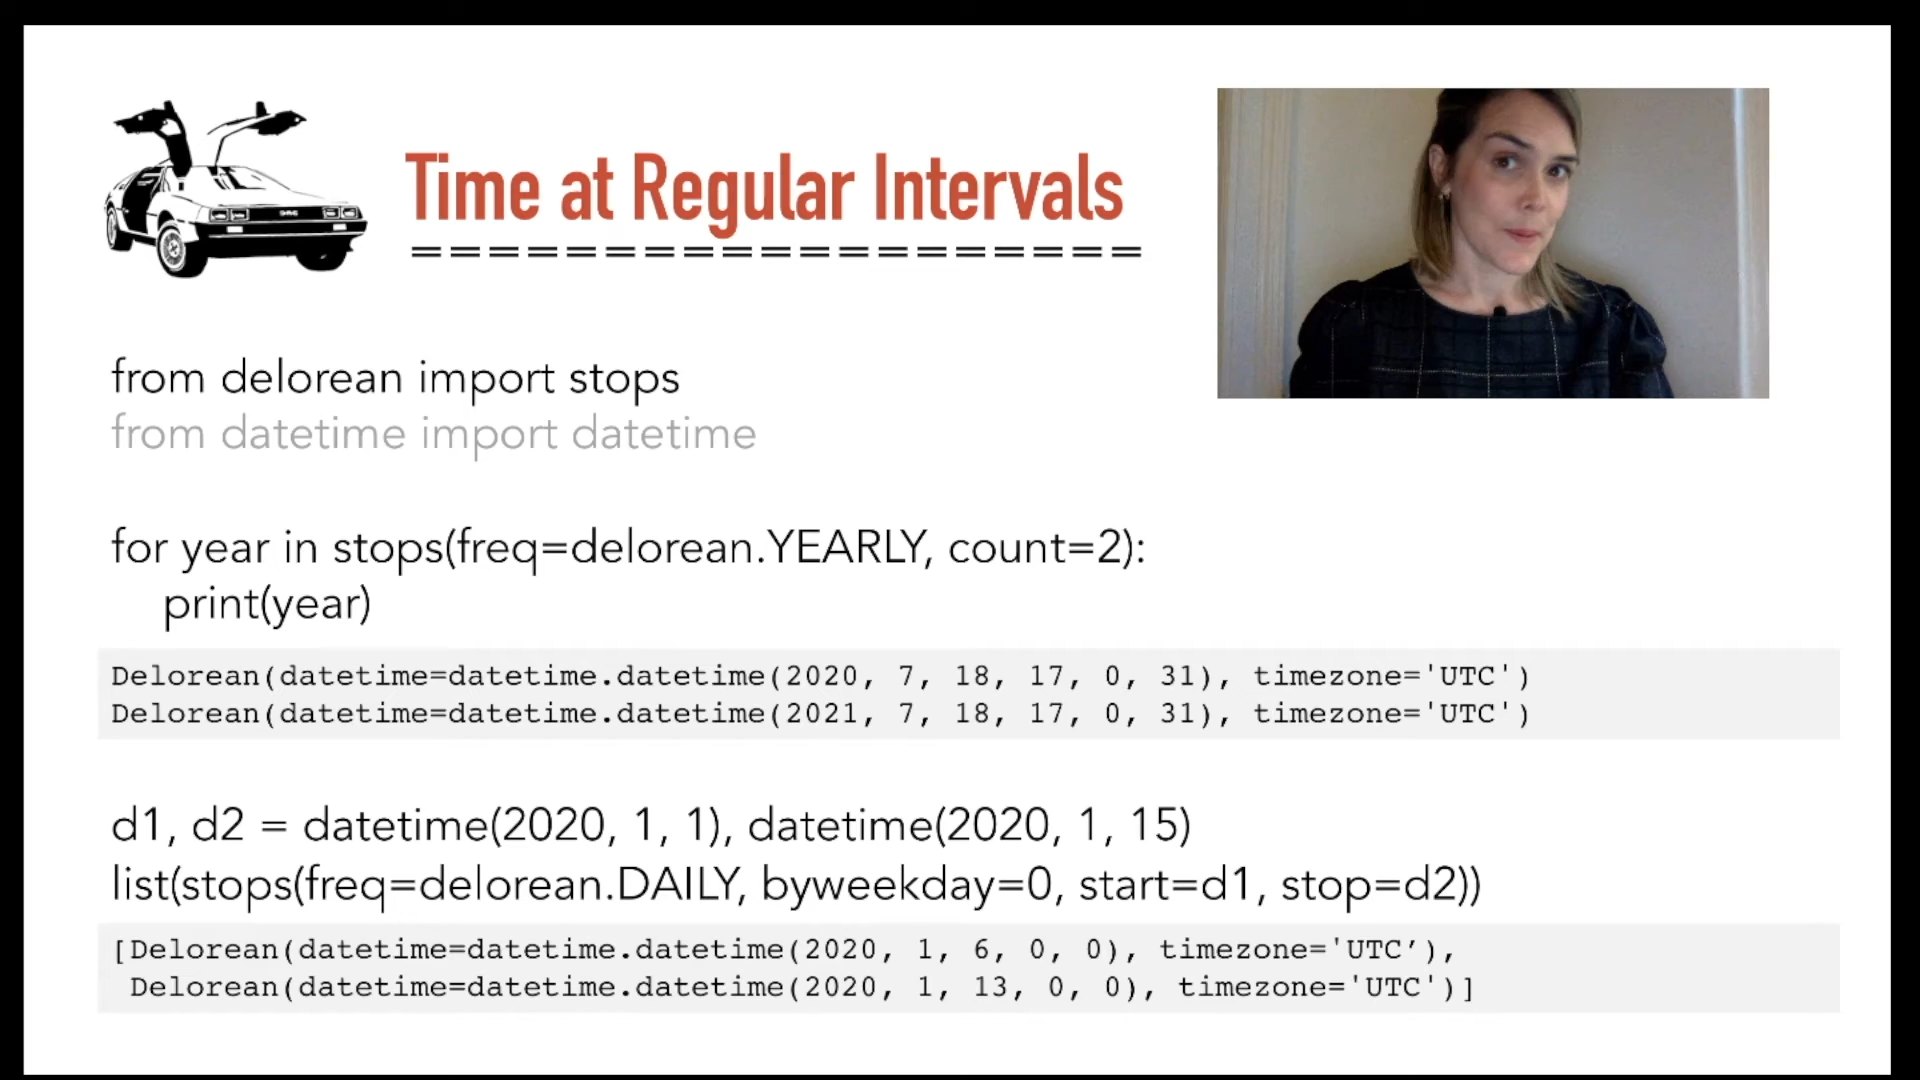 Time at Regular Intervals
===================
from delorean import stops
from datetime import datetime
for year in stops(freq=delorean.YEARLY, count=2):
print(year)
Delorean(datetime=datetime.datetime(2020, 7, 18, 17, 0, 31), timezone='UTC')
Delorean(datetime=datetime.datetime(2021, 7, 18, 17, 0, 31), timezone='UTC')
d1, d2 = datetime(2020, 1, 1), datetime(2020, 1, 15)
list(stops(freq=delorean.DAILY, byweekday=0, start=d1, stop=d2))
[Delorean(datetime=datetime.datetime(2020, 1, 6, 0, 0), timezone='UTC’),
Delorean(datetime=datetime.datetime(2020, 1, 13, 0, 0), timezone='UTC')]